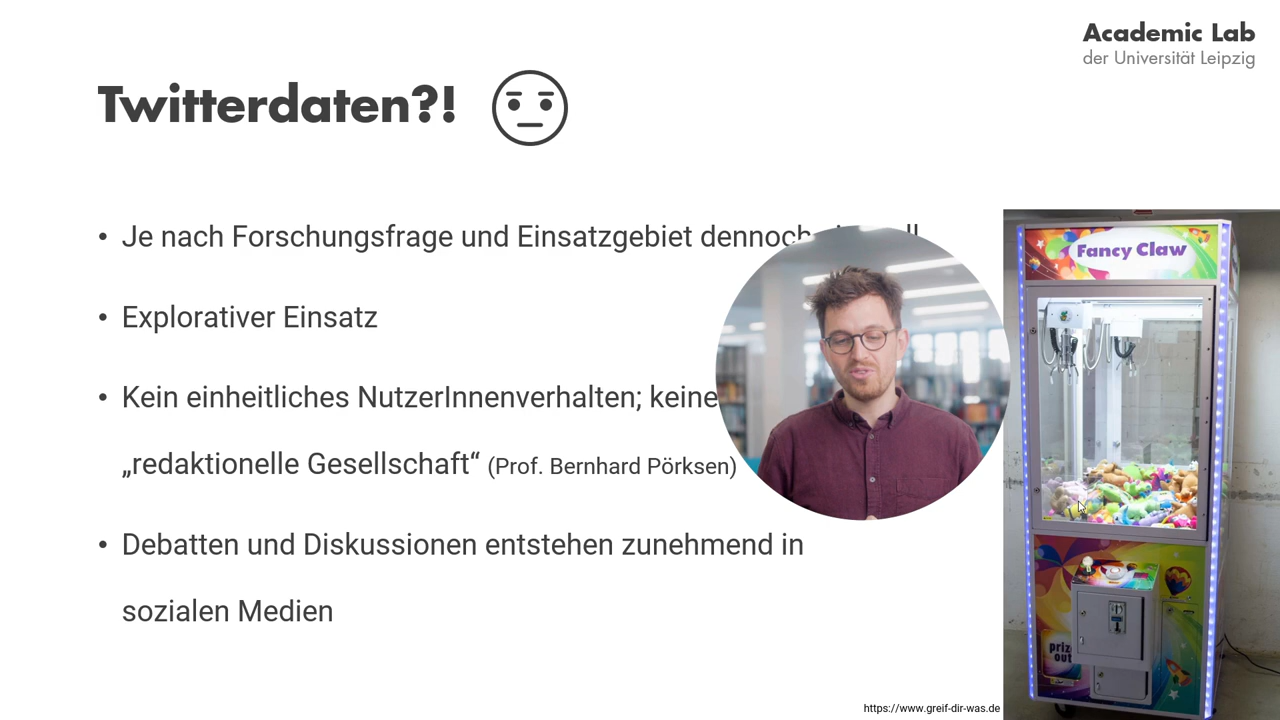 Academic Lab
der Universität Leipzig
Twitterdaten?!
• Je nach Forschungsfrage und Einsatzgebiet dennoch
• Explorativer Einsatz
• Kein einheitliches NutzerInnenverhalten; keine
„redaktionelle Gesellschaft“ (Prof. Bernhard Pörksen)
• Debatten und Diskussionen entstehen zunehmend in
sozialen Medien
Fancy Claw
prize
out
https://www.greif-dir-was.de